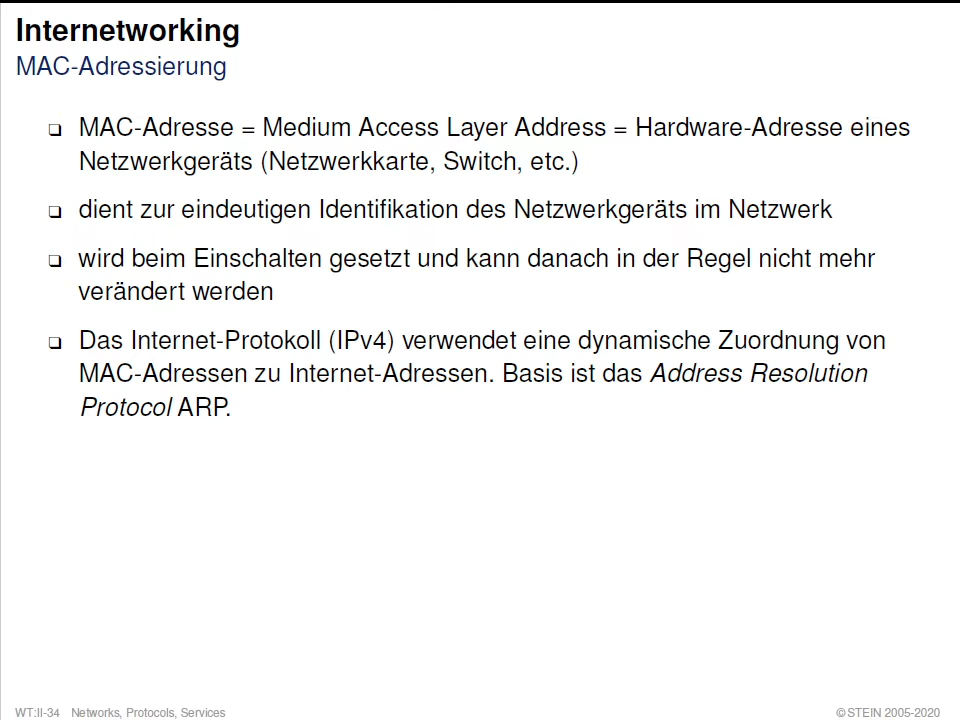 Internetworking
MAC-Adressierung
❑ MAC-Adresse = Medium Access Layer Address = Hardware-Adresse eines
Netzwerkgeräts (Netzwerkkarte, Switch, etc.)
❑ dient zur eindeutigen Identifikation des Netzwerkgeräts im Netzwerk
❑ wird beim Einschalten gesetzt und kann danach in der Regel nicht mehr
verändert werden
❑ Das Internet-Protokoll (IPv4) verwendet eine dynamische Zuordnung von
MAC-Adressen zu Internet-Adressen. Basis ist das Address Resolution
Protocol ARP.
WT:II-34 Networks, Protocols, Services
©STEIN 2005-2020